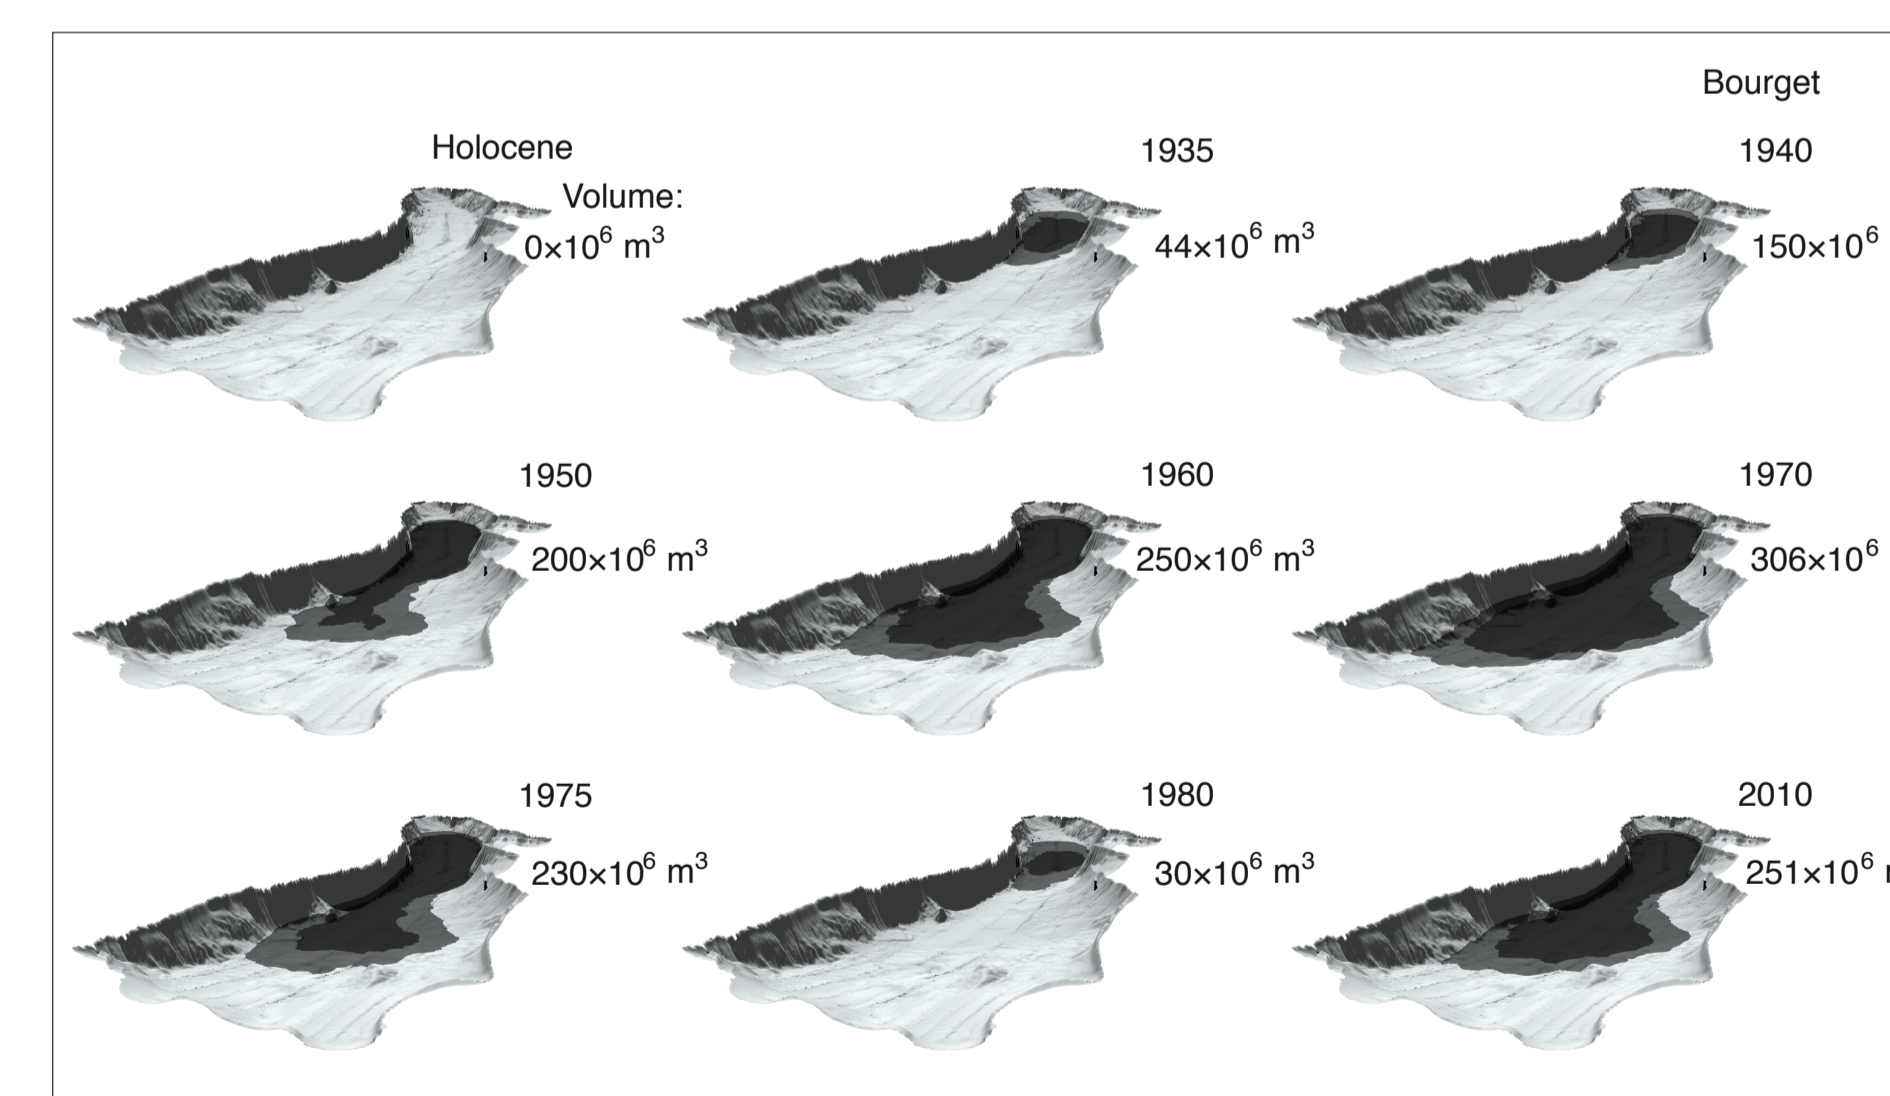 Bourget
Holocene
1935
1940
Volume:
0×10⁶ m³
44×10⁶ m³
150×10⁶
1950
1960
1970
200×10⁶ m³
250×10⁶ m³
306×10⁶
1975
1980
2010
230×10⁶ m³
30×10⁶ m³
251×10⁶